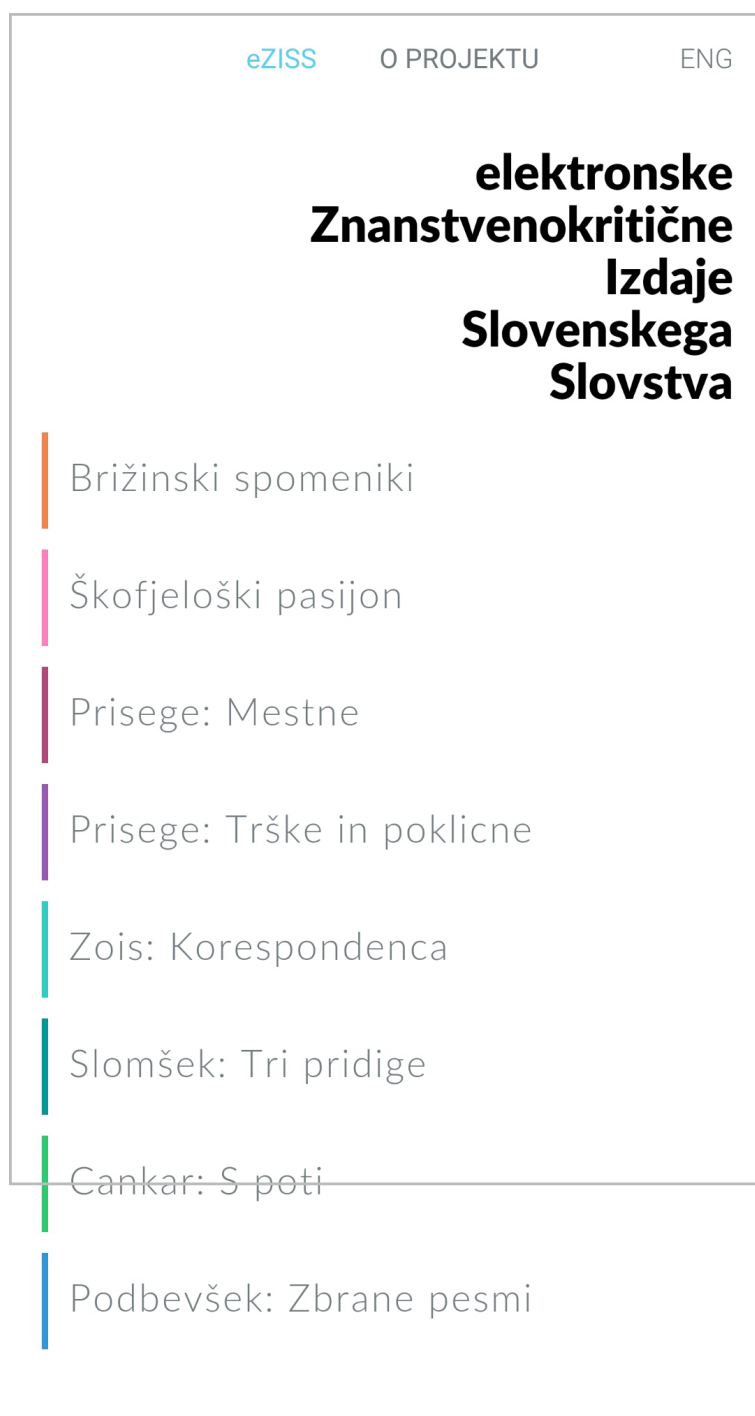 eZISS O PROJEKTU ENG
elektronske
Znanstvenokritične
Izdaje
Slovenskega
Slovstva
Brižinski spomeniki
Škofjeloški pasijon
Prisege: Mestne
Prisege: Trške in poklicne
Zois: Korespondenca
Slomšek: Tri pridige
Cankar: S poti
Podbevšek: Zbrane pesmi